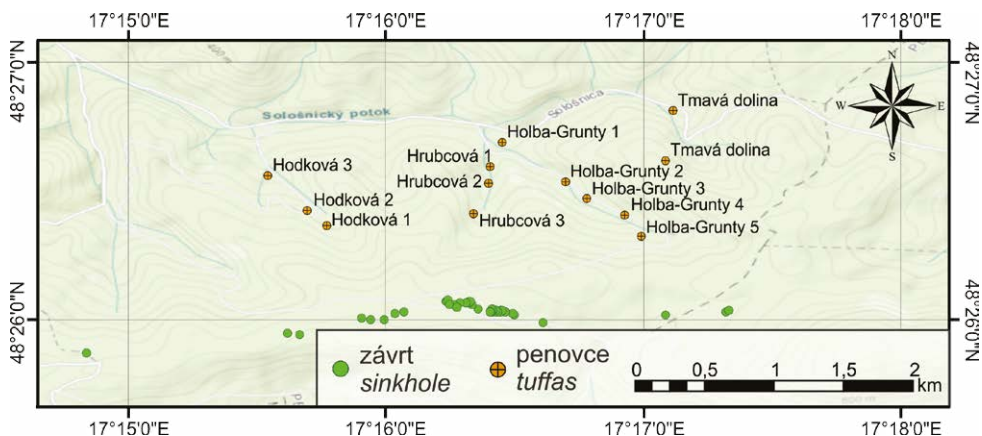 17°15'0"E 17°16'0"E 17°17'0"E 17°18'0"E
48°27'0"N
48°27'0"N
400 m
N
W E
S
Sološnický potok
Sološnica
Tmavá dolina
Holba-Grunty 1
Hrubcová 1
Tmavá dolina
Hodková 3
Hrubcová 2
Holba-Grunty 2
Holba-Grunty 3
Hodková 2
Holba-Grunty 4
Hodková 1
Hrubcová 3
Holba-Grunty 5
48°26'0"N
48°26'0"N
závrt
sinkhole
penovce
tuffas
0 0,5 1 1,5 2
km
17°15'0"E 17°16'0"E 17°17'0"E 17°18'0"E